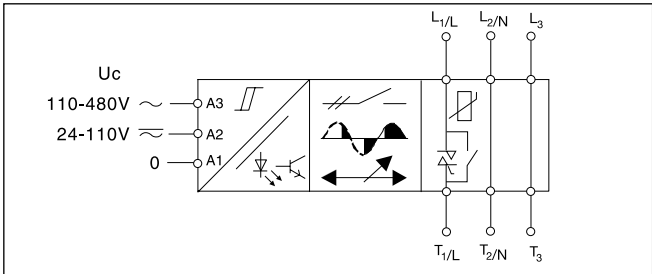 L1/L L2/N L3
Uc
110-480V ～ A3
24-110V A2
0 A1
T1/L T2/N T3